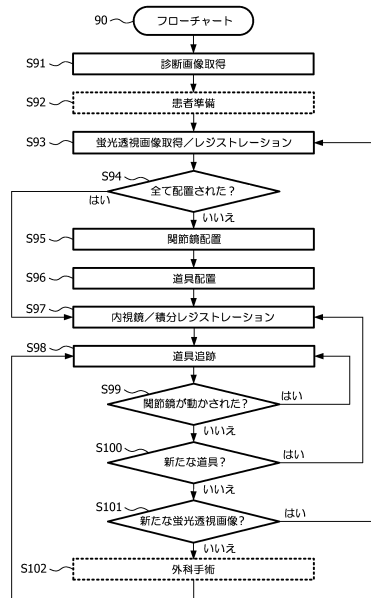 90 フローチャート
S91 診断画像取得
S92 患者準備
S93 蛍光透視画像取得／レジストレーション
S94 全て配置された？
はい
いいえ
S95 関節鏡配置
S96 道具配置
S97 内視鏡／積分レジストレーション
S98 道具追跡
S99 関節鏡が動かされた？ はい
いいえ
S100 新たな道具？ はい
いいえ
S101 新たな蛍光透視画像？ はい
いいえ
S102 外科手術